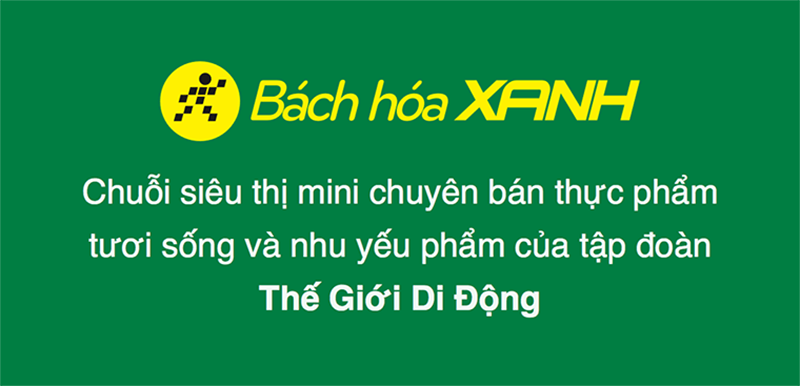 Bách hóa XANH
Chuỗi siêu thị mini chuyên bán thực phẩm
tươi sống và nhu yếu phẩm của tập đoàn
Thế Giới Di Động